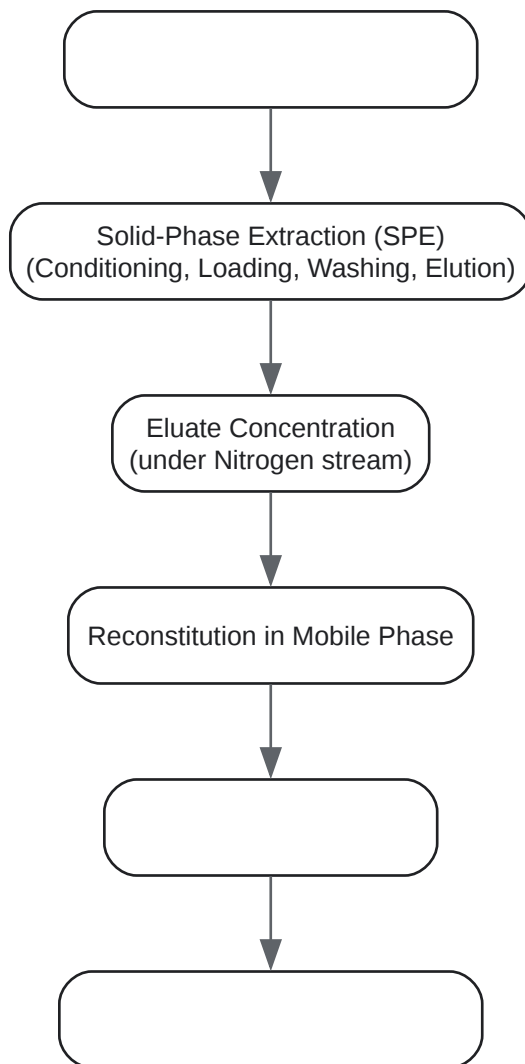 Solid-Phase Extraction (SPE)
(Conditioning, Loading, Washing, Elution)
Eluate Concentration
(under Nitrogen stream)
Reconstitution in Mobile Phase